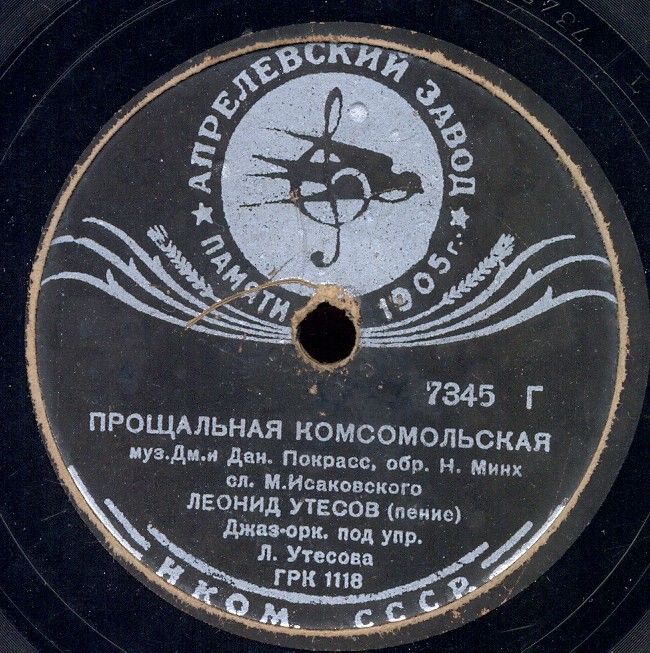 АПРЕЛЕВСКИЙ ЗАВОД
ПАМЯТИ 1905 г.
7345 Г
ПРОЩАЛЬНАЯ КОМСОМОЛЬСКАЯ
муз.Дм.и Дан. Покрасс, обр. Н. Минх
сл. М.Исаковского
ЛЕОНИД УТЕСОВ (пение)
Джаз-орк. под упр.
Л. Утесова
ГРК 1118
НКОМ. СССР